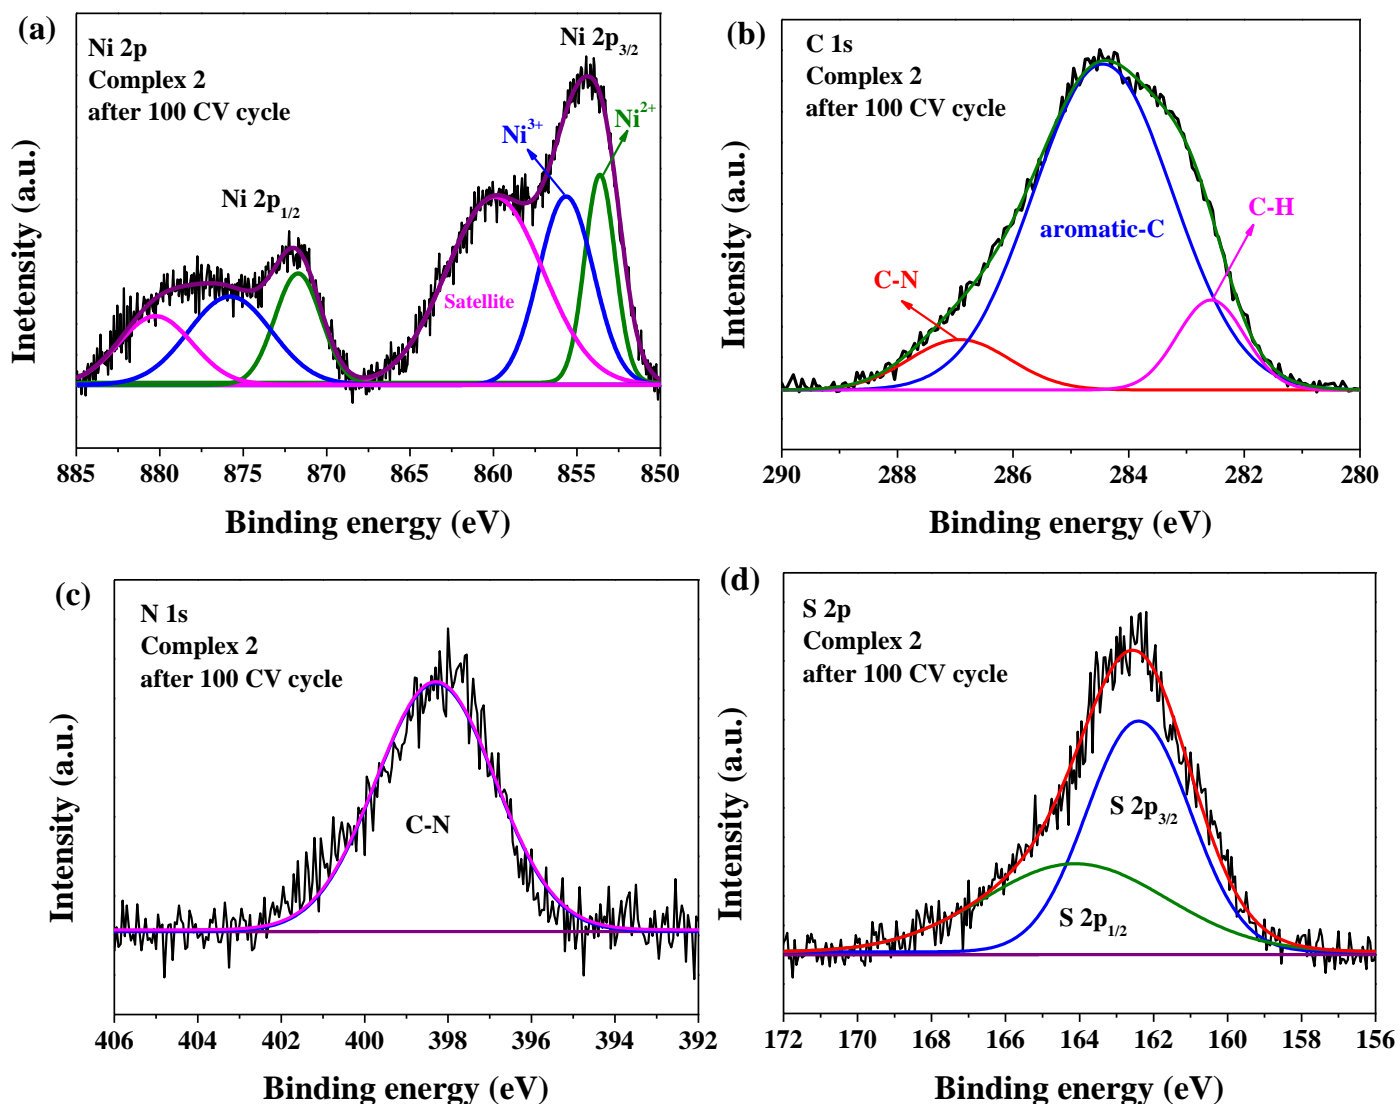 (a)
Ni 2p
Complex 2
after 100 CV cycle
Ni 2p3/2
Ni3+
Ni2+
Ni 2p1/2
Satellite
Inetensity (a.u.)
885 880 875 870 865 860 855 850
Binding energy (eV)
(b)
C 1s
Complex 2
after 100 CV cycle
C-H
aromatic-C
C-N
Intensity (a.u.)
290 288 286 284 282 280
Binding energy (eV)
(c)
N 1s
Complex 2
after 100 CV cycle
C-N
Intensity (a.u.)
406 404 402 400 398 396 394 392
Binding energy (eV)
(d)
S 2p
Complex 2
after 100 CV cycle
S 2p3/2
S 2p1/2
Intensity (a.u.)
172 170 168 166 164 162 160 158 156
Binding energy (eV)